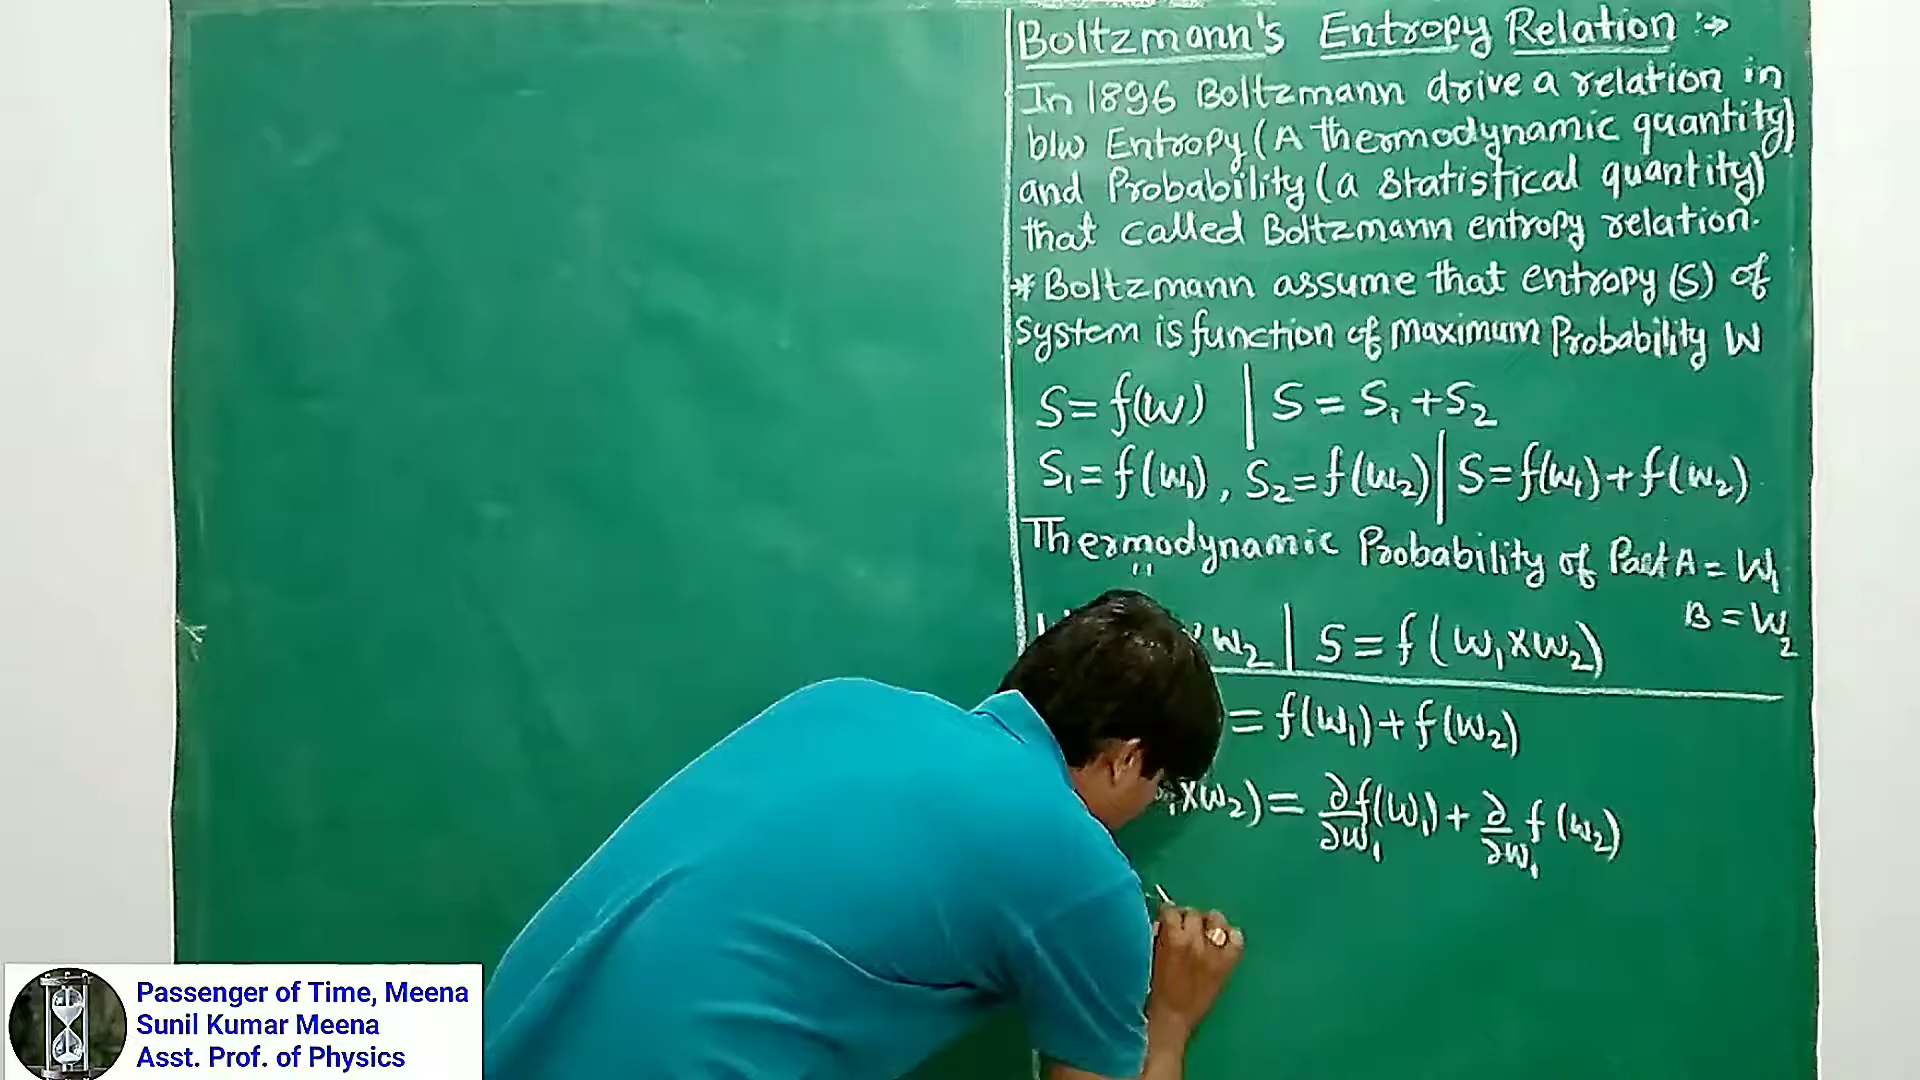 Boltzmann's Entropy Relation :→
In 1896 Boltzmann drive a relation in
b/w Entropy (A thermodynamic quantity)
and Probability (a statistical quantity)
that called Boltzmann entropy relation.
*Boltzmann assume that entropy (S) of
System is function of maximum Probability W
S = f(W) | S = S₁ + S₂
S₁ = f(W₁), S₂ = f(W₂) | S = f(W₁) + f(W₂)
Thermodynamic Probability of Part A = W₁
" B = W₂
W₂ | S = f(W₁×W₂)
= f(W₁) + f(W₂)
×W₂) = ∂/∂W₁ f(W₁) + ∂/∂W₁ f(W₂)
Passenger of Time, Meena
Sunil Kumar Meena
Asst. Prof. of Physics